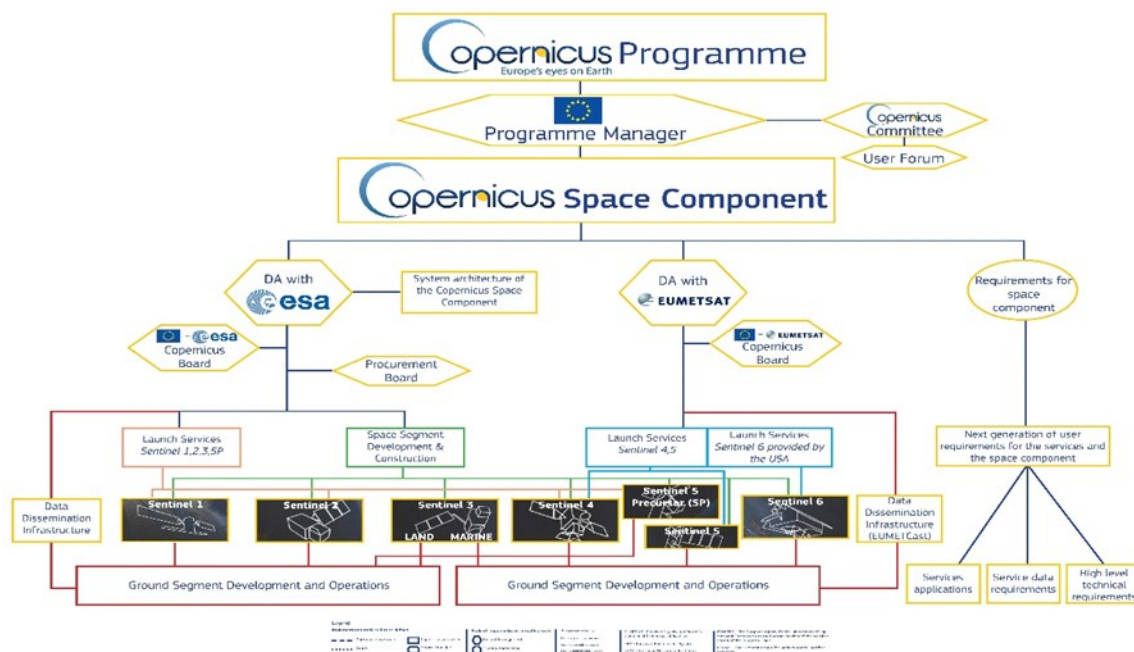 Copernicus Programme
Europe's eyes on Earth
Programme Manager
Copernicus
Committee
User Forum
Copernicus Space Component
DA with
esa
System architecture of
the Copernicus Space
Component
DA with
EUMETSAT
Requirements for
space
component
- esa
Copernicus
Board
Procurement
Board
- EUMETSAT
Copernicus
Board
Launch Services
Sentinel 1,2,3,5P
Space Segment
Development &
Construction
Launch Services
Sentinel 4,5
Launch Services
Sentinel 6 provided by
the USA
Next generation of user
requirements for the services and
the space component
Data
Dissemination
Infrastructure
Sentinel 1
Sentinel 2
Sentinel 3
LAND MARINE
Sentinel 4
Sentinel 5
Precursor (SP)
Sentinel 5
Sentinel 6
Data
Dissemination
Infrastructure
(EUMETCast)
Ground Segment Development and Operations
Ground Segment Development and Operations
Services
applications
Service data
requirements
High level
technical
requirements
Legend